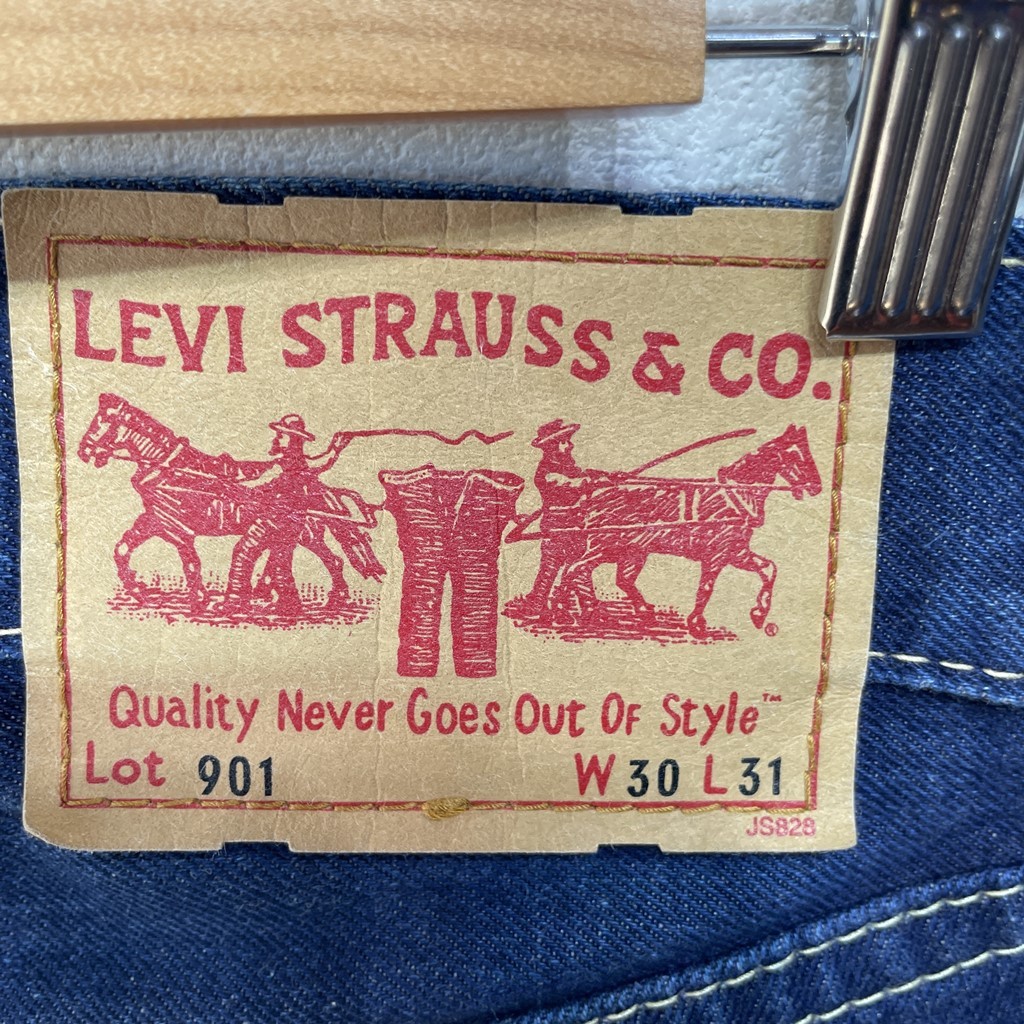 LEVI STRAUSS & CO.
®
Quality Never Goes Out Of Style™
Lot 901 W 30 L 31
JS828